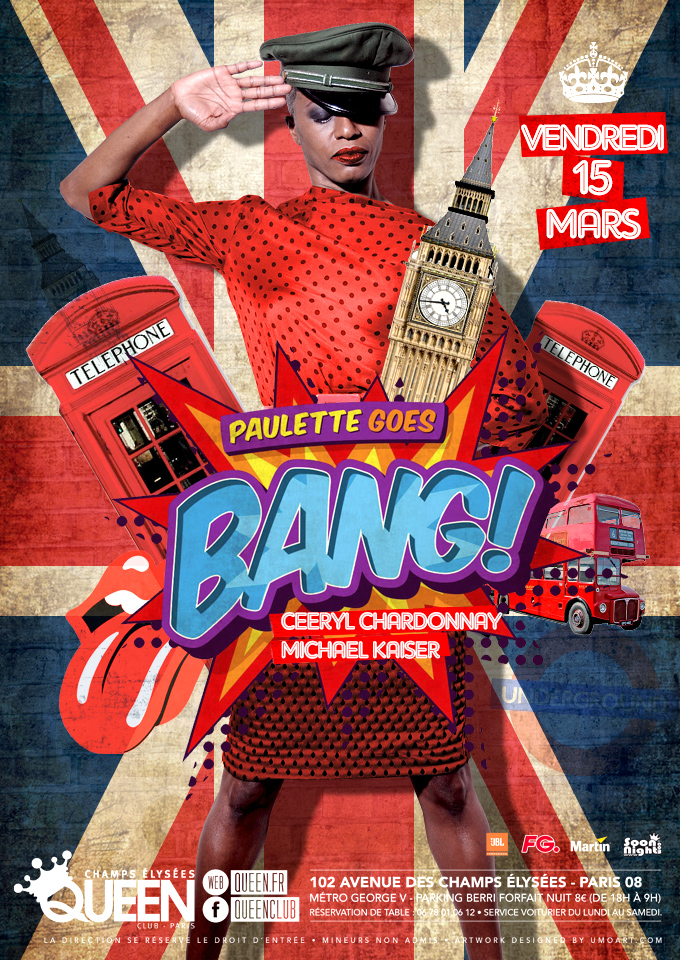 VENDREDI
15
MARS
TELEPHONE
TELEPHONE
PAULETTE GOES
BANG!
CEERYL CHARDONNAY
MICHAEL KAISER
UNDERGROUND
JBL
FG.
Martin
Soon
Night
CHAMPS ÉLYSÉES
QUEEN
CLUB - PARIS
WEB QUEEN.FR
f QUEENCLUB
102 AVENUE DES CHAMPS ÉLYSÉES - PARIS 08
MÉTRO GEORGE V - PARKING BERRI FORFAIT NUIT 8€ (DE 18H À 9H)
RÉSERVATION DE TABLE : 06 78 01 06 12 • SERVICE VOITURIER DU LUNDI AU SAMEDI.
LA DIRECTION SE RÉSERVE LE DROIT D'ENTRÉE • MINEURS NON ADMIS • ARTWORK DESIGNED BY UMOART.COM